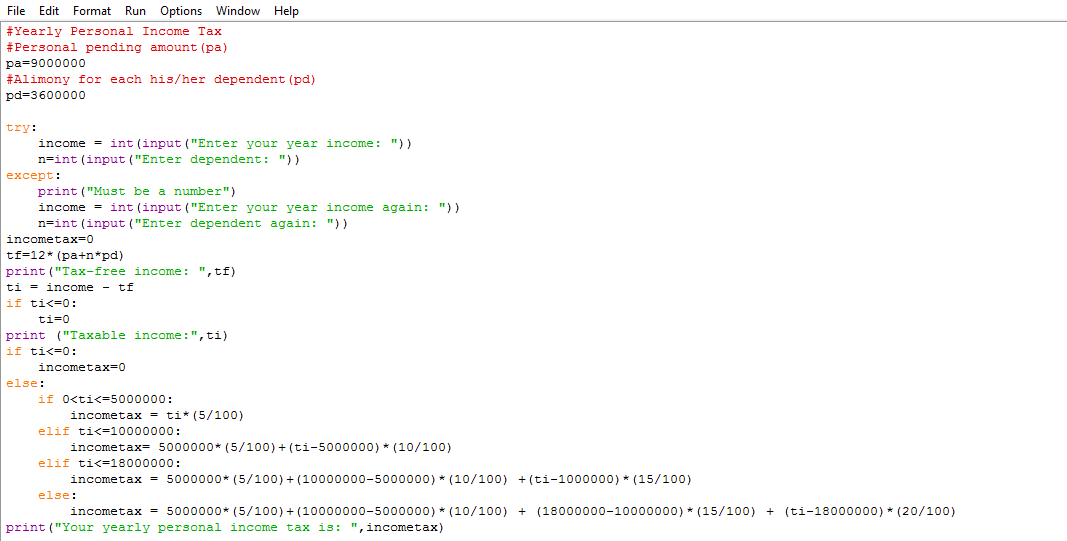 File Edit Format Run Options Window Help
#Yearly Personal Income Tax
#Personal pending amount(pa)
pa=9000000
#Alimony for each his/her dependent(pd)
pd=3600000
try:
    income = int(input("Enter your year income: "))
    n=int(input("Enter dependent: "))
except:
    print("Must be a number")
    income = int(input("Enter your year income again: "))
    n=int(input("Enter dependent again: "))
incometax=0
tf=12*(pa+n*pd)
print("Tax-free income: ",tf)
ti = income - tf
if ti<=0:
    ti=0
print ("Taxable income:",ti)
if ti<=0:
    incometax=0
else:
    if 0<ti<=5000000:
        incometax = ti*(5/100)
    elif ti<=10000000:
        incometax= 5000000*(5/100)+(ti-5000000)*(10/100)
    elif ti<=18000000:
        incometax = 5000000*(5/100)+(10000000-5000000)*(10/100) +(ti-1000000)*(15/100)
    else:
        incometax = 5000000*(5/100)+(10000000-5000000)*(10/100) + (18000000-10000000)*(15/100) + (ti-18000000)*(20/100)
print("Your yearly personal income tax is: ",incometax)